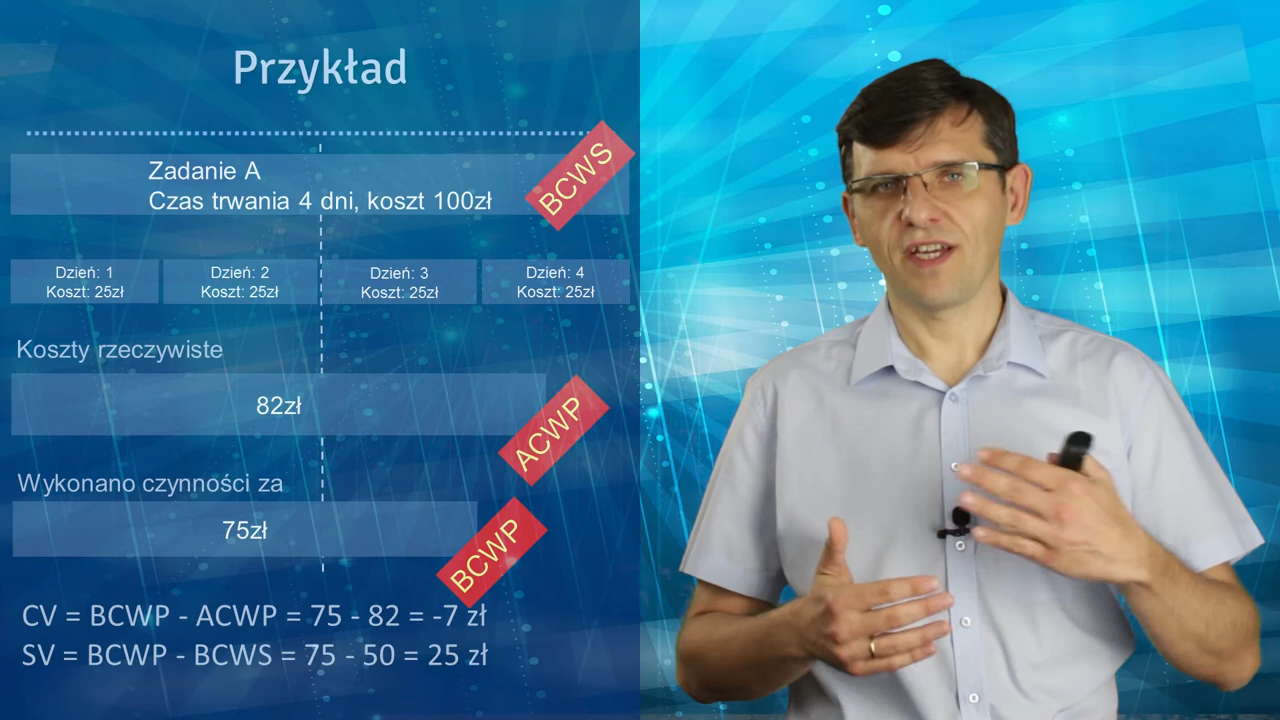 Przykład
Zadanie A
Czas trwania 4 dni, koszt 100zł
BCWS
Dzień: 1
Koszt: 25zł
Dzień: 2
Koszt: 25zł
Dzień: 3
Koszt: 25zł
Dzień: 4
Koszt: 25zł
Koszty rzeczywiste
82zł
ACWP
Wykonano czynności za
75zł
BCWP
CV = BCWP - ACWP = 75 - 82 = -7 zł
SV = BCWP - BCWS = 75 - 50 = 25 zł